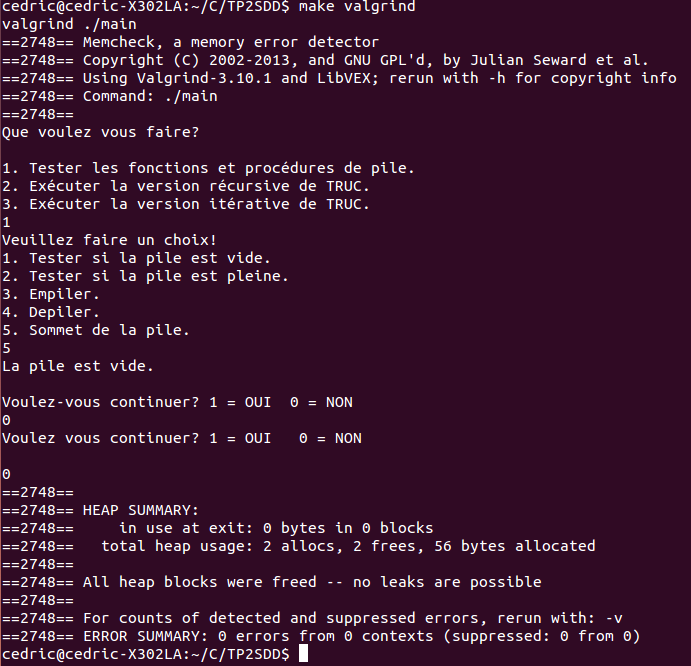 cedric@cedric-X302LA:~/C/TP2SDD$ make valgrind
valgrind ./main
==2748== Memcheck, a memory error detector
==2748== Copyright (C) 2002-2013, and GNU GPL'd, by Julian Seward et al.
==2748== Using Valgrind-3.10.1 and LibVEX; rerun with -h for copyright info
==2748== Command: ./main
==2748==
Que voulez vous faire?
1. Tester les fonctions et procédures de pile.
2. Exécuter la version récursive de TRUC.
3. Exécuter la version itérative de TRUC.
1
Veuillez faire un choix!
1. Tester si la pile est vide.
2. Tester si la pile est pleine.
3. Empiler.
4. Depiler.
5. Sommet de la pile.
5
La pile est vide.
Voulez-vous continuer? 1 = OUI  0 = NON
0
Voulez vous continuer? 1 = OUI   0 = NON
0
==2748==
==2748== HEAP SUMMARY:
==2748==     in use at exit: 0 bytes in 0 blocks
==2748==   total heap usage: 2 allocs, 2 frees, 56 bytes allocated
==2748==
==2748== All heap blocks were freed -- no leaks are possible
==2748==
==2748== For counts of detected and suppressed errors, rerun with: -v
==2748== ERROR SUMMARY: 0 errors from 0 contexts (suppressed: 0 from 0)
cedric@cedric-X302LA:~/C/TP2SDD$